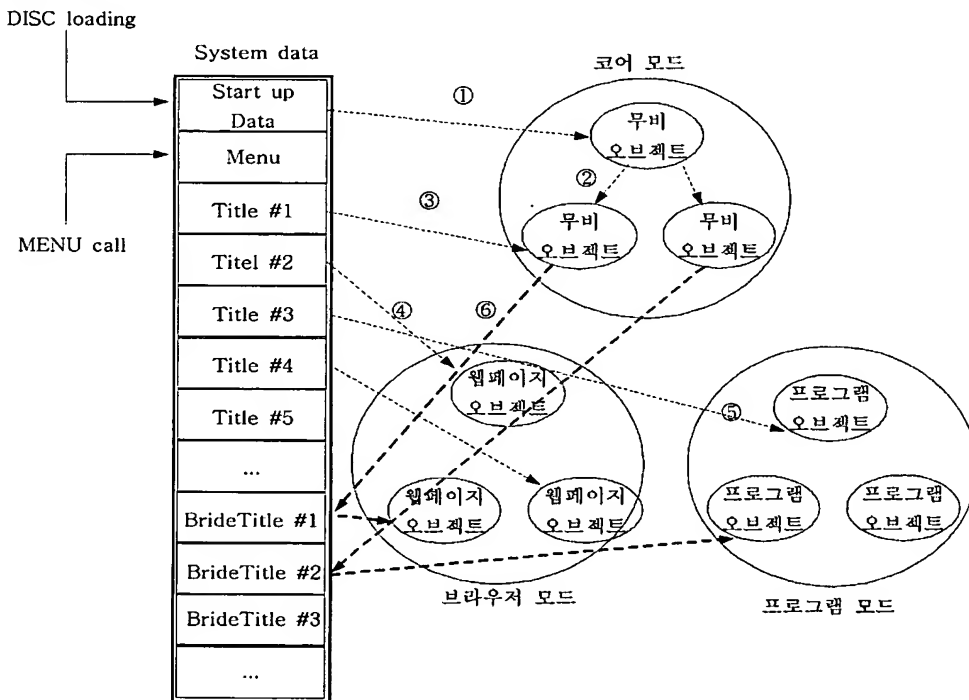 DISC loading
System data
Start up
Data
Menu
Title #1
Titel #2
Title #3
Title #4
Title #5
...
BrideTitle #1
BrideTitle #2
BrideTitle #3
...
MENU call
코어 모드
①
무비
오브젝트
②
③
무비
오브젝트
무비
오브젝트
④
⑥
웹페이지
오브젝트
웹페이지
오브젝트
웹페이지
오브젝트
브라우저 모드
⑤
프로그램
오브젝트
프로그램
오브젝트
프로그램
오브젝트
프로그램 모드